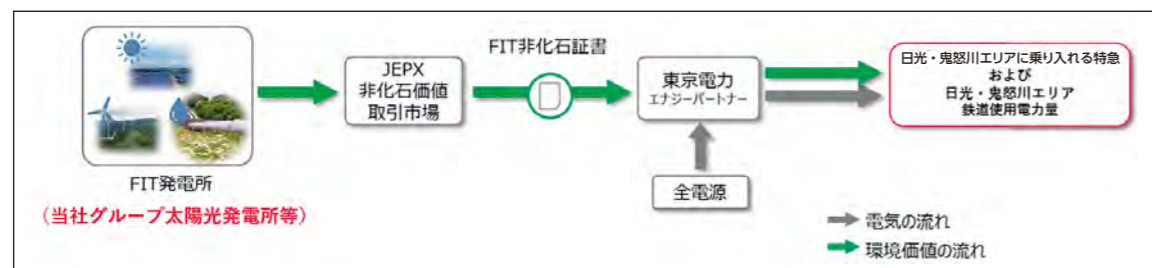 FIT発電所
(当社グループ太陽光発電所等)
JEPX
非化石価値
取引市場
FIT非化石証書
東京電力
エナジーパートナー
全電源
日光・鬼怒川エリアに乗り入れる特急
および
日光・鬼怒川エリア
鉄道使用電力量
電気の流れ
環境価値の流れ